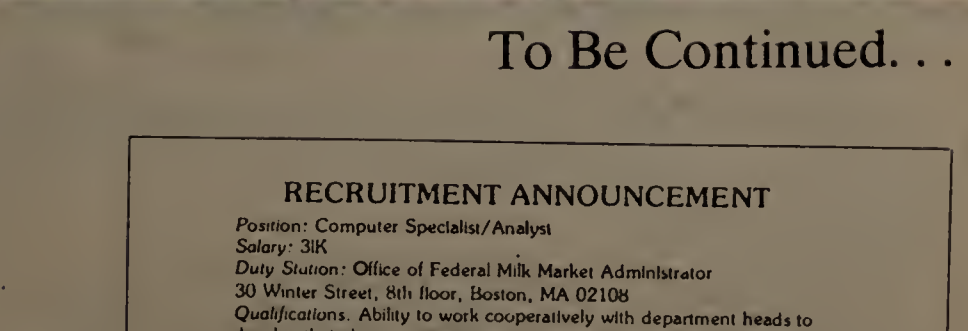 To Be Continued. . .
RECRUITMENT ANNOUNCEMENT
Position: Computer Specialist/Analyst
Salary: 31K
Duty Station: Office of Federal Milk Market Administrator
30 Winter Street, 8th floor, Boston, MA 02108
Qualifications. Ability to work cooperatively with department heads to